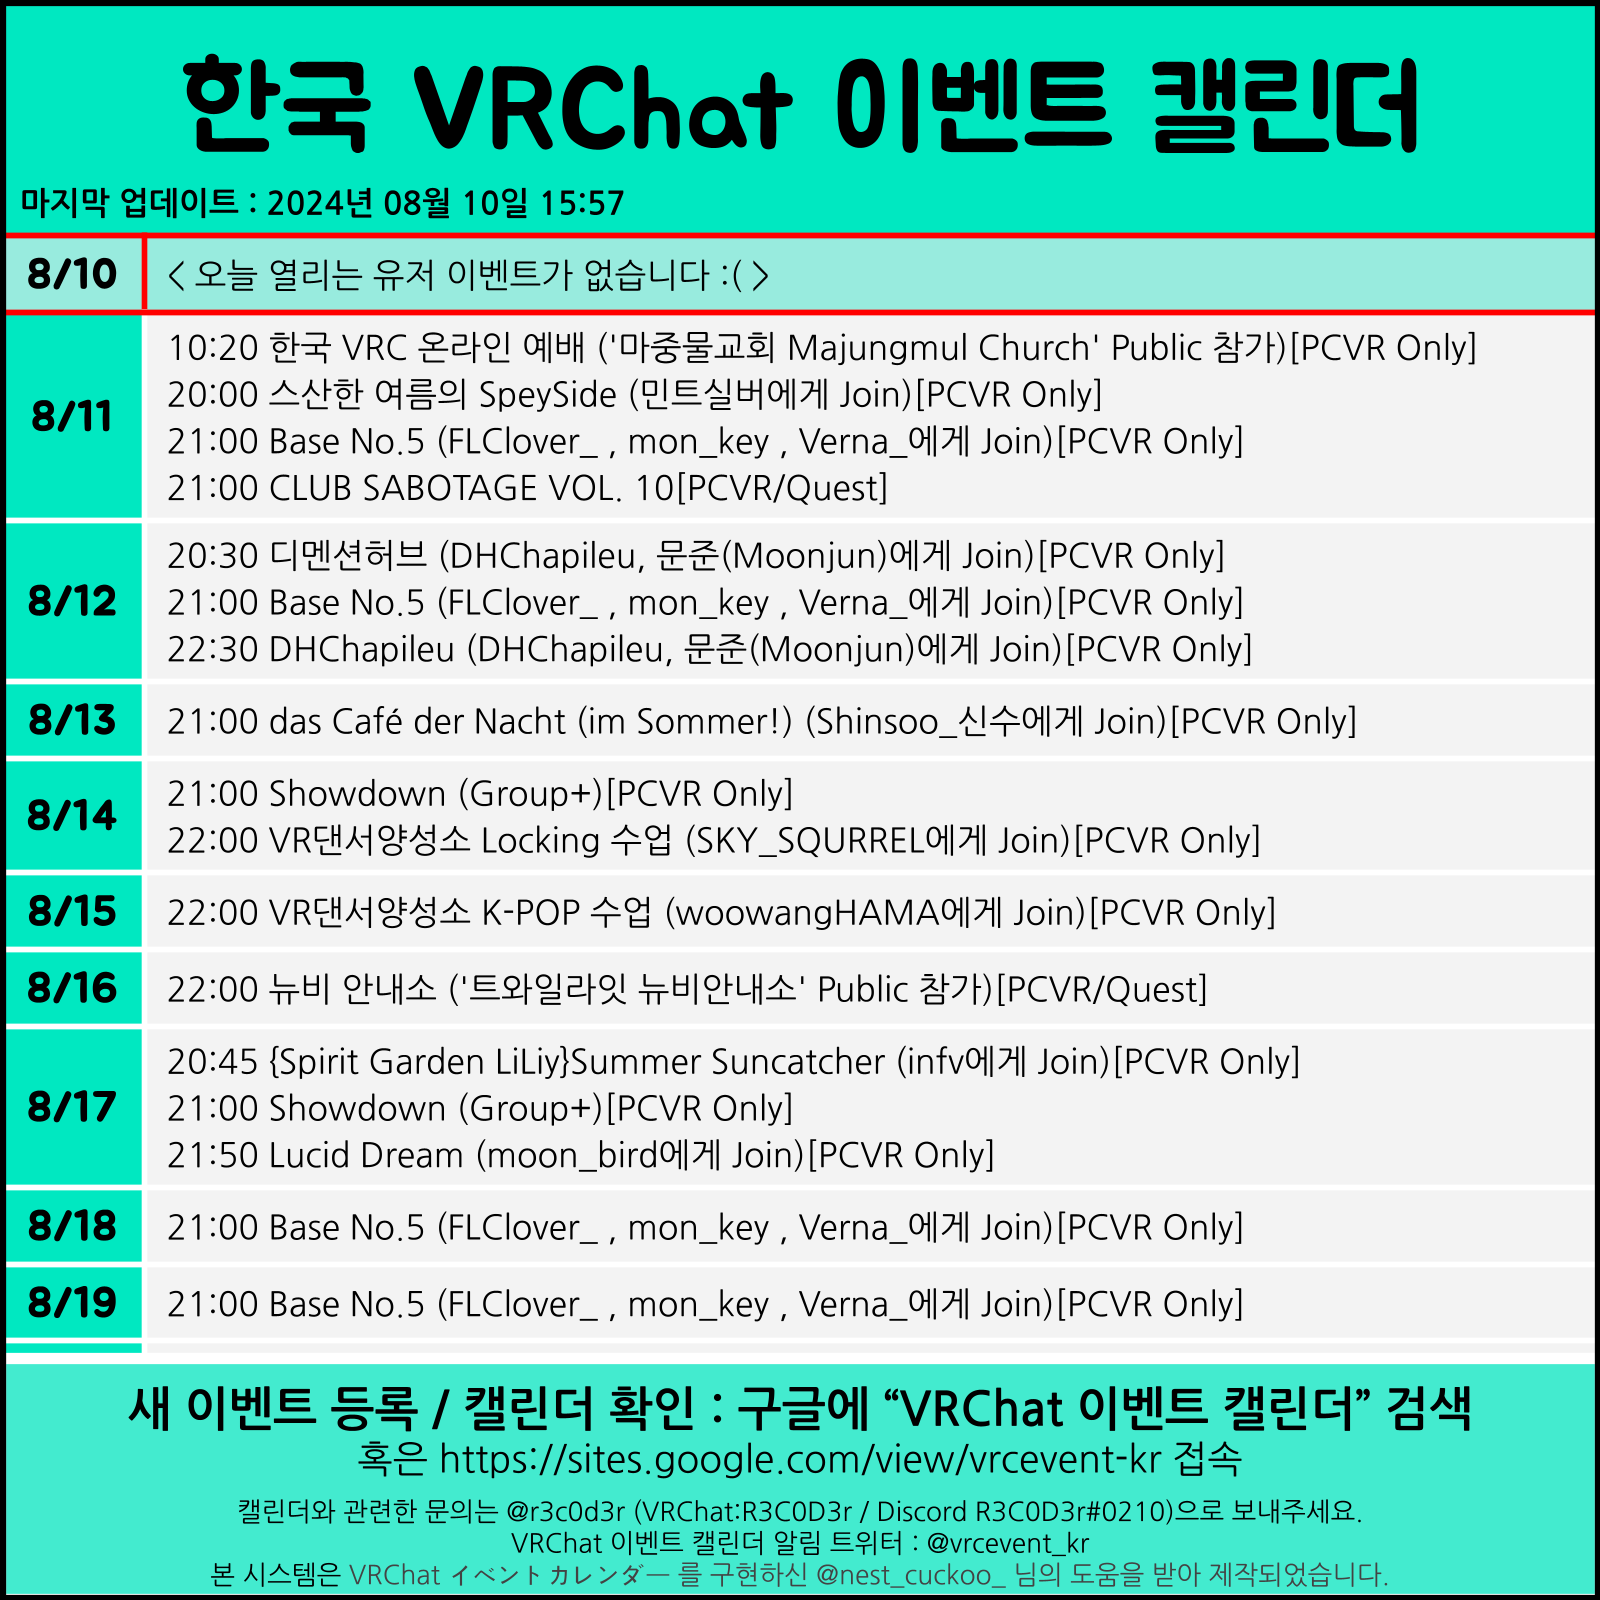 한국 VRChat 이벤트 캘린더
마지막 업데이트 : 2024년 08월 10일 15:57
8/10
< 오늘 열리는 유저 이벤트가 없습니다 :( >
8/11
10:20 한국 VRC 온라인 예배 ('마중물교회 Majungmul Church' Public 참가)[PCVR Only]
20:00 스산한 여름의 SpeySide (민트실버에게 Join)[PCVR Only]
21:00 Base No.5 (FLClover_ , mon_key , Verna_에게 Join)[PCVR Only]
21:00 CLUB SABOTAGE VOL. 10[PCVR/Quest]
8/12
20:30 디멘션허브 (DHChapileu, 문준(Moonjun)에게 Join)[PCVR Only]
21:00 Base No.5 (FLClover_ , mon_key , Verna_에게 Join)[PCVR Only]
22:30 DHChapileu (DHChapileu, 문준(Moonjun)에게 Join)[PCVR Only]
8/13
21:00 das Café der Nacht (im Sommer!) (Shinsoo_신수에게 Join)[PCVR Only]
8/14
21:00 Showdown (Group+)[PCVR Only]
22:00 VR댄서양성소 Locking 수업 (SKY_SQURREL에게 Join)[PCVR Only]
8/15
22:00 VR댄서양성소 K-POP 수업 (woowangHAMA에게 Join)[PCVR Only]
8/16
22:00 뉴비 안내소 ('트와일라잇 뉴비안내소' Public 참가)[PCVR/Quest]
8/17
20:45 {Spirit Garden LiLiy}Summer Suncatcher (infv에게 Join)[PCVR Only]
21:00 Showdown (Group+)[PCVR Only]
21:50 Lucid Dream (moon_bird에게 Join)[PCVR Only]
8/18
21:00 Base No.5 (FLClover_ , mon_key , Verna_에게 Join)[PCVR Only]
8/19
21:00 Base No.5 (FLClover_ , mon_key , Verna_에게 Join)[PCVR Only]
새 이벤트 등록 / 캘린더 확인 : 구글에 “VRChat 이벤트 캘린더” 검색
혹은 https://sites.google.com/view/vrcevent-kr 접속
캘린더와 관련한 문의는 @r3c0d3r (VRChat:R3C0D3r / Discord R3C0D3r#0210)으로 보내주세요.
VRChat 이벤트 캘린더 알림 트위터 : @vrcevent_kr
본 시스템은 VRChat イベントカレンダー 를 구현하신 @nest_cuckoo_ 님의 도움을 받아 제작되었습니다.